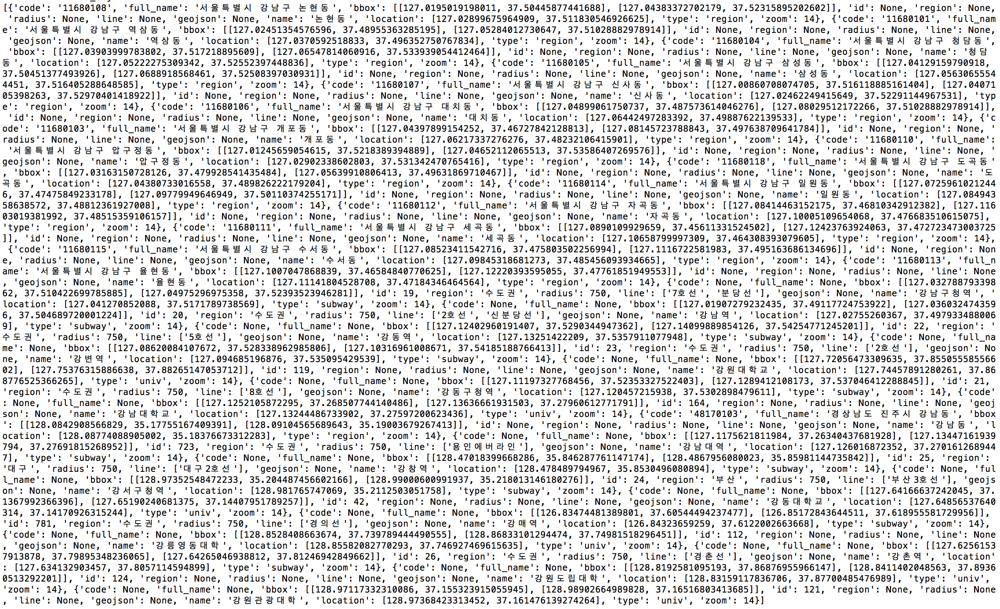 [{'code': '11680108', 'full_name': '서울특별시 강남구 논현동', 'bbox': [[127.0195019198011, 37.50445877441688], [127.04383372702179, 37.52315895202602]], 'id': None, 'region': None,
 'radius': None, 'line': None, 'geojson': None, 'name': '논현동', 'location': [127.02899675964909, 37.511830546926625], 'type': 'region', 'zoom': 14}, {'code': '11680101', 'full_nam
e': '서울특별시 강남구 역삼동', 'bbox': [[127.02451354576596, 37.48955363285195], [127.05284012730647, 37.51028882978914]], 'id': None, 'region': None, 'radius': None, 'line': None,
 'geojson': None, 'name': '역삼동', 'location': [127.0370592518833, 37.496352750767834], 'type': 'region', 'zoom': 14}, {'code': '11680104', 'full_name': '서울특별시 강남구 청담동',
 'bbox': [[127.03903999783802, 37.517218895609], [127.06547814060916, 37.533939054412464]], 'id': None, 'region': None, 'radius': None, 'line': None, 'geojson': None, 'name': '청담
동', 'location': [127.05222275309342, 37.52552397448836], 'type': 'region', 'zoom': 14}, {'code': '11680105', 'full_name': '서울특별시 강남구 삼성동', 'bbox': [[127.04129159790918,
37.50451377493926], [127.0688918568461, 37.52508397030931]], 'id': None, 'region': None, 'radius': None, 'line': None, 'geojson': None, 'name': '삼성동', 'location': [127.0563065554
4451, 37.516405288648585], 'type': 'region', 'zoom': 14}, {'code': '11680107', 'full_name': '서울특별시 강남구 신사동', 'bbox': [[127.00860708074705, 37.516118885161404], [127.04071
05398263, 37.52970401418922]], 'id': None, 'region': None, 'radius': None, 'line': None, 'geojson': None, 'name': '신사동', 'location': [127.02462249415649, 37.52291144967531], 'typ
e': 'region', 'zoom': 14}, {'code': '11680106', 'full_name': '서울특별시 강남구 대치동', 'bbox': [[127.04899061750737, 37.487573614046276], [127.08029512172266, 37.51028882978914]],
 'id': None, 'region': None, 'radius': None, 'line': None, 'geojson': None, 'name': '대치동', 'location': [127.06442497283392, 37.49887622139533], 'type': 'region', 'zoom': 14}, {'c
ode': '11680103', 'full_name': '서울특별시 강남구 개포동', 'bbox': [[127.04397899154252, 37.46727842128813], [127.08145723788843, 37.497638709641784]], 'id': None, 'region': None, '
radius': None, 'line': None, 'geojson': None, 'name': '개포동', 'location': [127.06217337276276, 37.48232106415901], 'type': 'region', 'zoom': 14}, {'code': '11680110', 'full_name':
 '서울특별시 강남구 압구정동', 'bbox': [[127.01245659054615, 37.5218389394889], [127.04652112065513, 37.53586407269576]], 'id': None, 'region': None, 'radius': None, 'line': None, '
geojson': None, 'name': '압구정동', 'location': [127.02902338602803, 37.531342470765416], 'type': 'region', 'zoom': 14}, {'code': '11680118', 'full_name': '서울특별시 강남구 도곡동'
, 'bbox': [[127.03163150728126, 37.479928541435484], [127.05639910806413, 37.49631869710467]], 'id': None, 'region': None, 'radius': None, 'line': None, 'geojson': None, 'name': '도
곡동', 'location': [127.04380733016558, 37.489826222179204], 'type': 'region', 'zoom': 14}, {'code': '11680114', 'full_name': '서울특별시 강남구 일원동', 'bbox': [[127.0725961021244
6, 37.47475849233178], [127.09779949646949, 37.50110374255171]], 'id': None, 'region': None, 'radius': None, 'line': None, 'geojson': None, 'name': '일원동', 'location': [127.084943
58638572, 37.48812361927008], 'type': 'region', 'zoom': 14}, {'code': '11680112', 'full_name': '서울특별시 강남구 자곡동', 'bbox': [[127.08414463152175, 37.46810342912382], [127.116
03019381992, 37.48515359106157]], 'id': None, 'region': None, 'radius': None, 'line': None, 'geojson': None, 'name': '자곡동', 'location': [127.10005109654068, 37.476683510615075],
'type': 'region', 'zoom': 14}, {'code': '11680111', 'full_name': '서울특별시 강남구 세곡동', 'bbox': [[127.0890109929659, 37.45611331524502], [127.12423763924063, 37.472723473003725
]], 'id': None, 'region': None, 'radius': None, 'line': None, 'geojson': None, 'name': '세곡동', 'location': [127.10658799997309, 37.464308393079605], 'type': 'region', 'zoom': 14},
 {'code': '11680115', 'full_name': '서울특별시 강남구 수서동', 'bbox': [[127.08523411542716, 37.475803502256994], [127.1116722581983, 37.495163686134696]], 'id': None, 'region': Non
e, 'radius': None, 'line': None, 'geojson': None, 'name': '수서동', 'location': [127.09845318681273, 37.485456093934665], 'type': 'region', 'zoom': 14}, {'code': '11680113', 'full_n
ame': '서울특별시 강남구 율현동', 'bbox': [[127.1007047868839, 37.46584840770625], [127.12220393595055, 37.47761851949553]], 'id': None, 'region': None, 'radius': None, 'line': None
, 'geojson': None, 'name': '율현동', 'location': [127.11141804528708, 37.47184346464564], 'type': 'region', 'zoom': 14}, {'code': None, 'full_name': None, 'bbox': [[127.032788793398
62, 37.510422699785885], [127.04975296975358, 37.52393523946281]], 'id': 19, 'region': '수도권', 'radius': 750, 'line': ['7호선', '분당선'], 'geojson': None, 'name': '강남구청역', '
location': [127.041270852088, 37.5171789738569], 'type': 'subway', 'zoom': 14}, {'code': None, 'full_name': None, 'bbox': [[127.01907279232435, 37.49117724753922], [127.036032474359
6, 37.504689720001224]], 'id': 20, 'region': '수도권', 'radius': 750, 'line': ['2호선', '신분당선'], 'geojson': None, 'name': '강남역', 'location': [127.02755260367, 37.497933488006
9], 'type': 'subway', 'zoom': 14}, {'code': None, 'full_name': None, 'bbox': [[127.12402960191407, 37.5290344947362], [127.14099889854126, 37.54254771245201]], 'id': 22, 'region': '
수도권', 'radius': 750, 'line': ['5호선'], 'geojson': None, 'name': '강동역', 'location': [127.13251422209, 37.5357911077948], 'type': 'subway', 'zoom': 14}, {'code': None, 'full_na
me': None, 'bbox': [[127.08620084107672, 37.528338962985806], [127.10316961008671, 37.54185188766413]], 'id': 23, 'region': '수도권', 'radius': 750, 'line': ['2호선'], 'geojson': No
ne, 'name': '강변역', 'location': [127.094685196876, 37.535095429539], 'type': 'subway', 'zoom': 14}, {'code': None, 'full_name': None, 'bbox': [[127.72056473309635, 37.855055585566
02], [127.75376315886638, 37.88265147053712]], 'id': 119, 'region': None, 'radius': None, 'line': None, 'geojson': None, 'name': '강원대학교', 'location': [127.74457891280261, 37.86
8776525366265], 'type': 'univ', 'zoom': 14}, {'code': None, 'full_name': None, 'bbox': [[127.11197327768456, 37.52353327522403], [127.1289412108173, 37.537046412288845]], 'id': 21,
'region': '수도권', 'radius': 750, 'line': ['8호선'], 'geojson': None, 'name': '강동구청역', 'location': [127.120457215938, 37.5302898479611], 'type': 'subway', 'zoom': 14}, {'code'
: None, 'full_name': None, 'bbox': [[127.1252105872295, 37.268507744140486], [127.13636661931503, 37.27960612771791]], 'id': 164, 'region': None, 'radius': None, 'line': None, 'geoj
son': None, 'name': '강남대학교', 'location': [127.13244486733902, 37.27597200623436], 'type': 'univ', 'zoom': 14}, {'code': '48170103', 'full_name': '경상남도 진주시 강남동', 'bbox
': [[128.0842908566829, 35.17755167409391], [128.09104565689643, 35.19003679267413]], 'id': None, 'region': None, 'radius': None, 'line': None, 'geojson': None, 'name': '강남동', 'l
ocation': [128.08774088905002, 35.18376673312283], 'type': 'region', 'zoom': 14}, {'code': None, 'full_name': None, 'bbox': [[127.1175621811984, 37.26340437681928], [127.13447161939
794, 37.27691815268952]], 'id': 723, 'region': '수도권', 'radius': 750, 'line': ['용인에버라인'], 'geojson': None, 'name': '강남대역', 'location': [127.126016872352, 37.270161268944
7], 'type': 'subway', 'zoom': 14}, {'code': None, 'full_name': None, 'bbox': [[128.47018399668286, 35.846287761147174], [128.4867956080023, 35.85981144735842]], 'id': 25, 'region':
'대구', 'radius': 750, 'line': ['대구2호선'], 'geojson': None, 'name': '강창역', 'location': [128.478489794967, 35.8530496080894], 'type': 'subway', 'zoom': 14}, {'code': None, 'ful
l_name': None, 'bbox': [[128.97352548472233, 35.204487456602166], [128.99000600991937, 35.218013146180276]], 'id': 24, 'region': '부산', 'radius': 750, 'line': ['부산3호선'], 'geojs
on': None, 'name': '강서구청역', 'location': [128.981765747069, 35.2112503051758], 'type': 'subway', 'zoom': 14}, {'code': None, 'full_name': None, 'bbox': [[127.64166637242045, 37.
1367992366396], [127.65190240681375, 37.14407951789257]], 'id': 42, 'region': None, 'radius': None, 'line': None, 'geojson': None, 'name': '강동대학교', 'location': [127.64856537640
314, 37.14170926315244], 'type': 'univ', 'zoom': 14}, {'code': None, 'full_name': None, 'bbox': [[126.83474481389801, 37.60544494237477], [126.85172843644511, 37.618955581729956]],
'id': 781, 'region': '수도권', 'radius': 750, 'line': ['경의선'], 'geojson': None, 'name': '강매역', 'location': [126.84323659259, 37.6122002663668], 'type': 'subway', 'zoom': 14},
{'code': None, 'full_name': None, 'bbox': [[128.8528408663674, 37.739789444490555], [128.86833101294474, 37.74981518296451]], 'id': 112, 'region': None, 'radius': None, 'line': None
, 'geojson': None, 'name': '강릉영동대학', 'location': [128.85582082770293, 37.746927469615635], 'type': 'univ', 'zoom': 14}, {'code': None, 'full_name': None, 'bbox': [[127.6256153
7913878, 37.79895348236065], [127.64265046938812, 37.81246942849662]], 'id': 26, 'region': '수도권', 'radius': 750, 'line': ['경춘선'], 'geojson': None, 'name': '강촌역', 'location'
: [127.634132903457, 37.8057114594899], 'type': 'subway', 'zoom': 14}, {'code': None, 'full_name': None, 'bbox': [[128.8192581095193, 37.86876955966147], [128.8411402048563, 37.8936
0513292201]], 'id': 124, 'region': None, 'radius': None, 'line': None, 'geojson': None, 'name': '강원도립대학', 'location': [128.83159117836706, 37.87700485476989], 'type': 'univ',
'zoom': 14}, {'code': None, 'full_name': None, 'bbox': [[128.97117332310086, 37.155323915055945], [128.98902664989828, 37.16516803413685]], 'id': 121, 'region': None, 'radius': None
, 'line': None, 'geojson': None, 'name': '강원관광대학', 'location': [128.97368423313452, 37.161476139274264], 'type': 'univ', 'zoom': 14}]